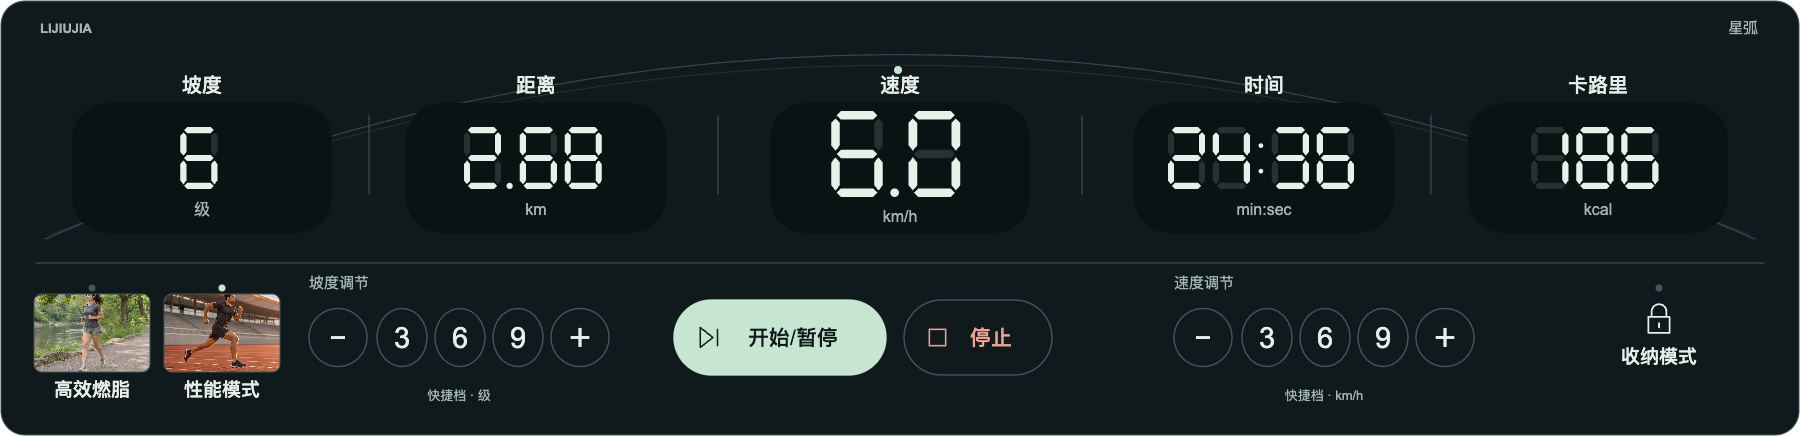 LIJIUJIA
星弧
坡度
6
级
距离
2.68
km
速度
6.0
km/h
时间
24:36
min:sec
卡路里
186
kcal
高效燃脂
性能模式
坡度调节
− 3 6 9 +
快捷档 · 级
开始/暂停
停止
速度调节
− 3 6 9 +
快捷档 · km/h
收纳模式